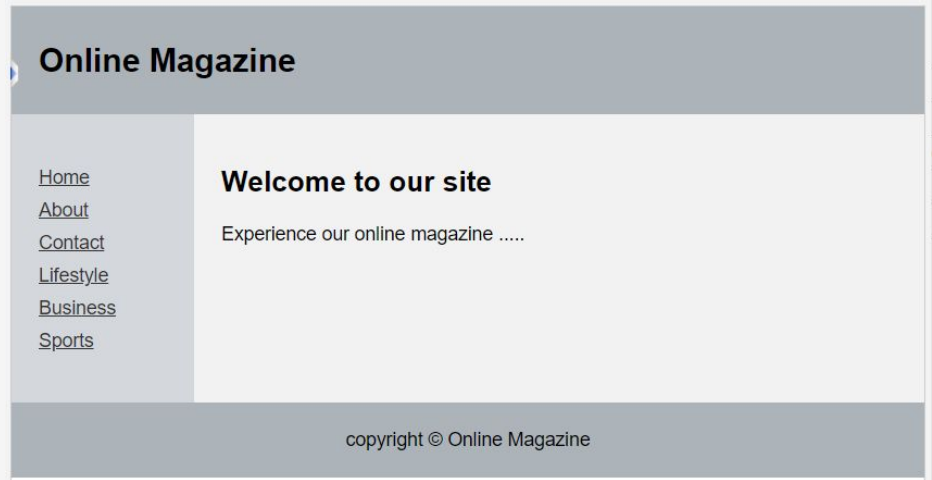 Online Magazine
Home
About
Contact
Lifestyle
Business
Sports
Welcome to our site
Experience our online magazine .....
copyright © Online Magazine